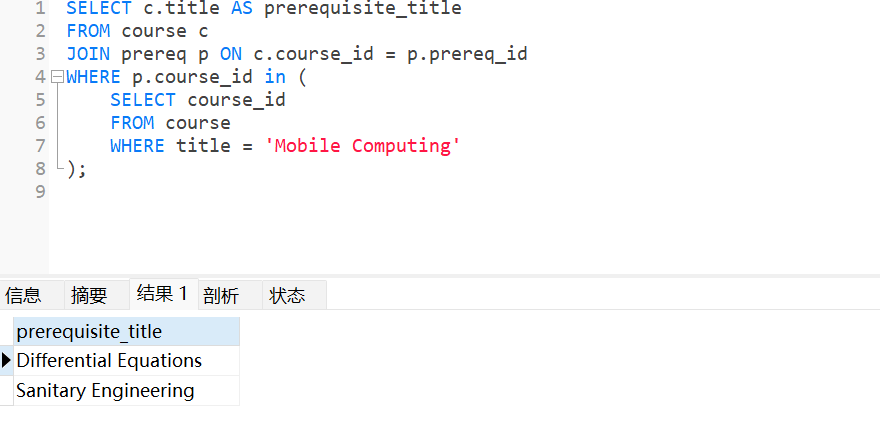 1 SELECT c.title AS prerequisite_title
2 FROM course c
3 JOIN prereq p ON c.course_id = p.prereq_id
4 WHERE p.course_id in (
5 SELECT course_id
6 FROM course
7 WHERE title = 'Mobile Computing'
8 );
9
信息 摘要 结果 1 剖析 状态
prerequisite_title
Differential Equations
Sanitary Engineering